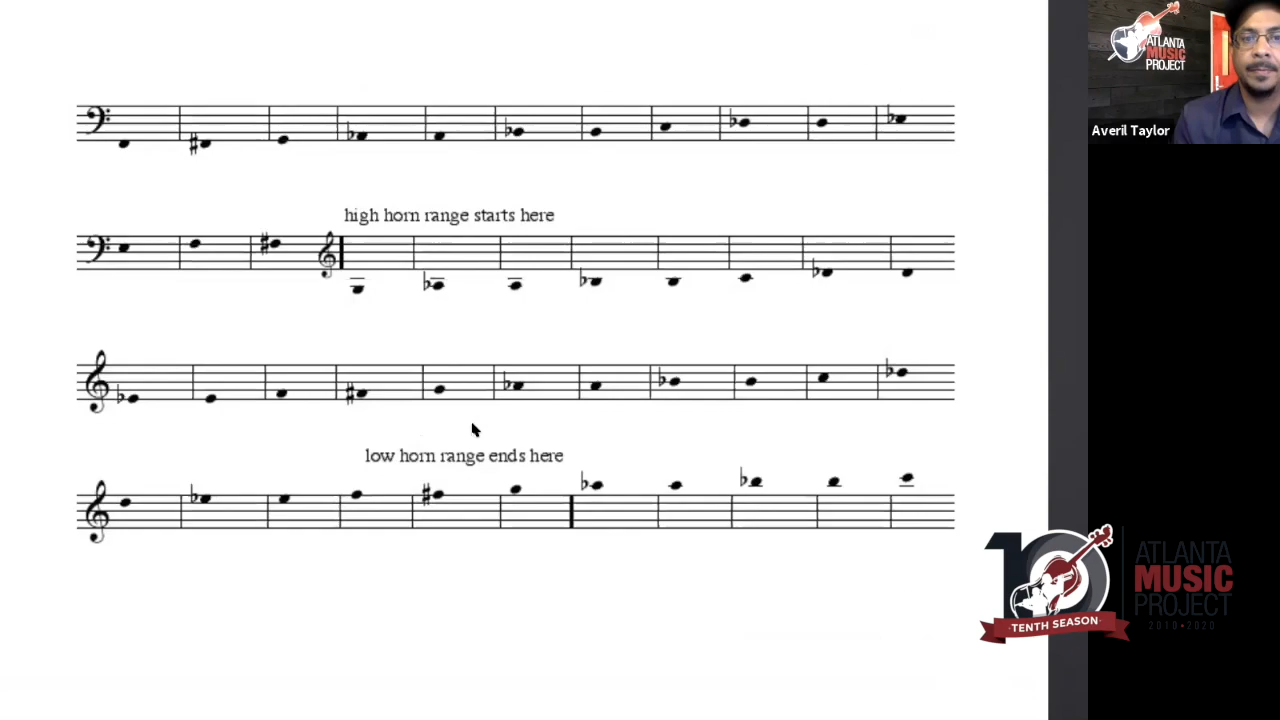 ATLANTA
MUSIC
PROJECT
Averil Taylor
high horn range starts here
low horn range ends here
10
TENTH SEASON
ATLANTA
MUSIC
PROJECT
2010•2020